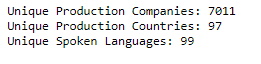 Unique Production Companies: 7011
Unique Production Countries: 97
Unique Spoken Languages: 99